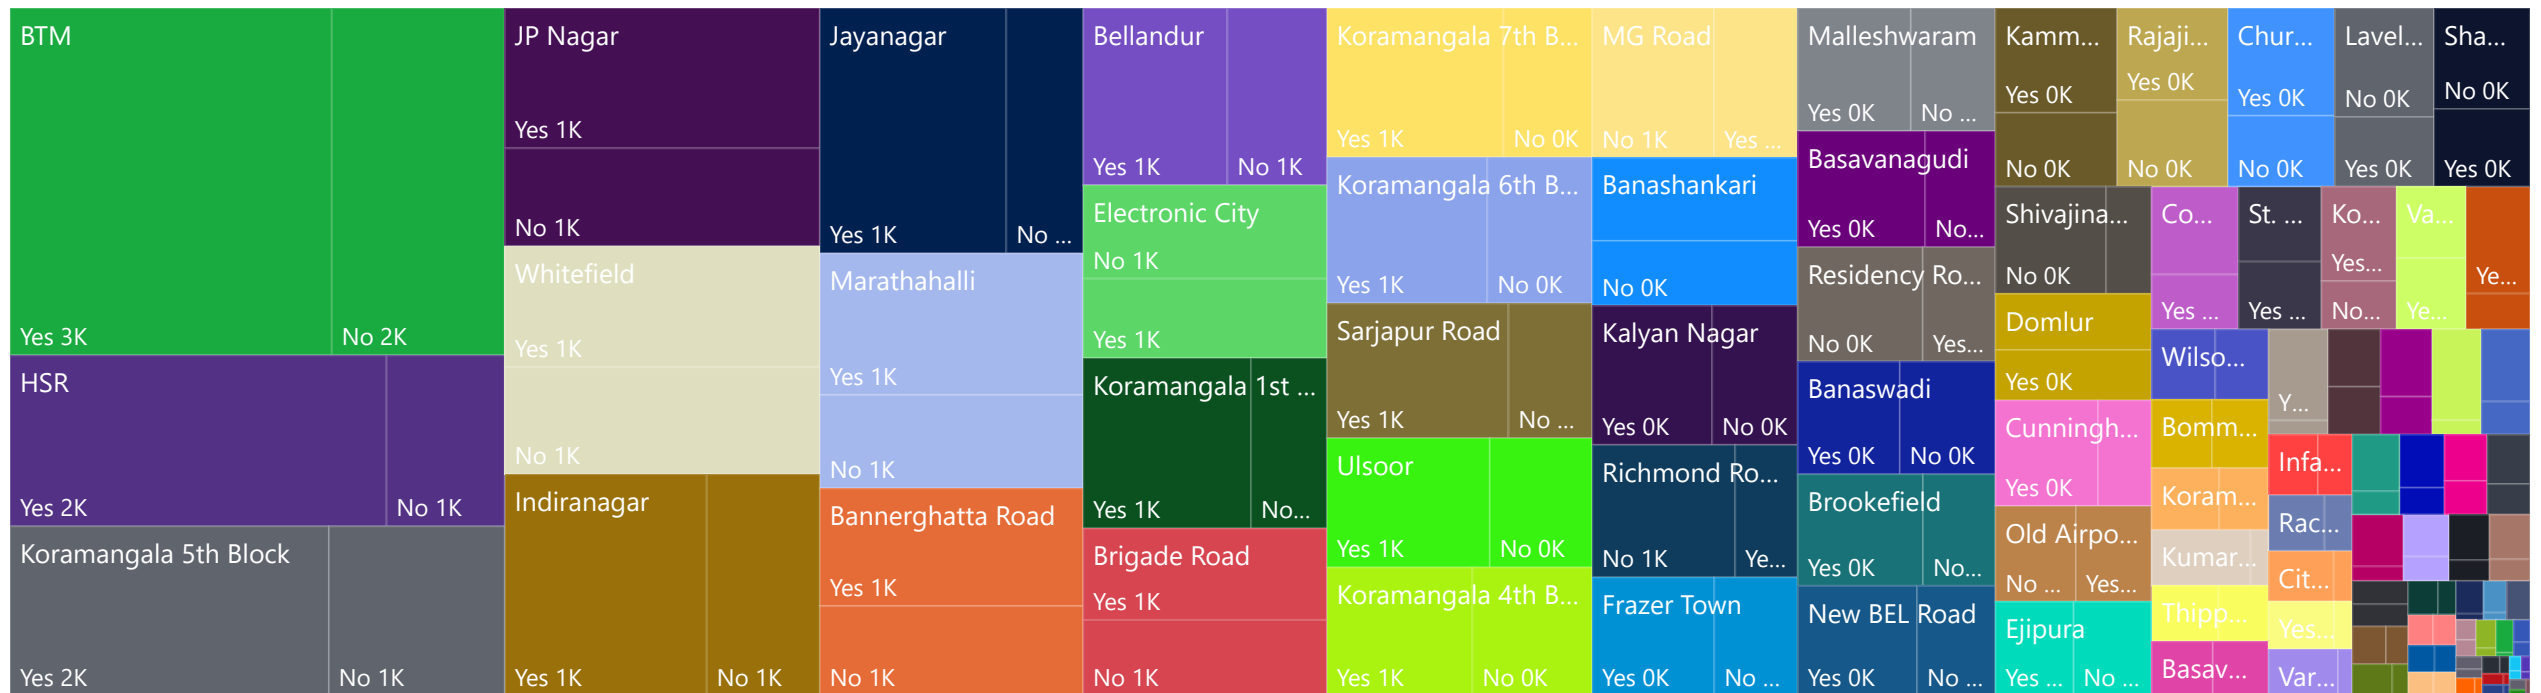 BTM
Yes 3K
No 2K
HSR
Yes 2K
No 1K
Koramangala 5th Block
Yes 2K
No 1K
JP Nagar
Yes 1K
No 1K
Whitefield
Yes 1K
No 1K
Indiranagar
Yes 1K
No 1K
Jayanagar
Yes 1K
No ...
Marathahalli
Yes 1K
No 1K
Bannerghatta Road
Yes 1K
No 1K
Bellandur
Yes 1K
No 1K
Electronic City
No 1K
Yes 1K
Koramangala 1st ...
Yes 1K
No...
Brigade Road
Yes 1K
No 1K
Koramangala 7th B...
Yes 1K
No 0K
Koramangala 6th B...
Yes 1K
No 0K
Sarjapur Road
Yes 1K
No ...
Ulsoor
Yes 1K
No 0K
Koramangala 4th B...
Yes 1K
No 0K
MG Road
No 1K
Yes ...
Banashankari
No 0K
Kalyan Nagar
Yes 0K
No 0K
Richmond Ro...
No 1K
Ye...
Frazer Town
Yes 0K
No ...
Malleshwaram
Yes 0K
No ...
Basavanagudi
Yes 0K
No...
Residency Ro...
No 0K
Yes...
Banaswadi
Yes 0K
No 0K
Brookefield
Yes 0K
No...
New BEL Road
Yes 0K
No ...
Kamm...
Yes 0K
No 0K
Rajaji...
Yes 0K
No 0K
Chur...
Yes 0K
No 0K
Lavel...
No 0K
Yes 0K
Sha...
No 0K
Yes 0K
Shivajina...
No 0K
Domlur
Yes 0K
Cunningh...
Yes 0K
Old Airpo...
No ...
Yes...
Ejipura
Yes ...
No ...
Co...
Yes ...
St. ...
Yes ...
Ko...
Yes...
No...
Va...
Ye...
Ye...
Wilso...
Bomm...
Koram...
Kumar...
Thipp...
Basav...
Y...
Infa...
Rac...
Cit...
Yes...
Var...